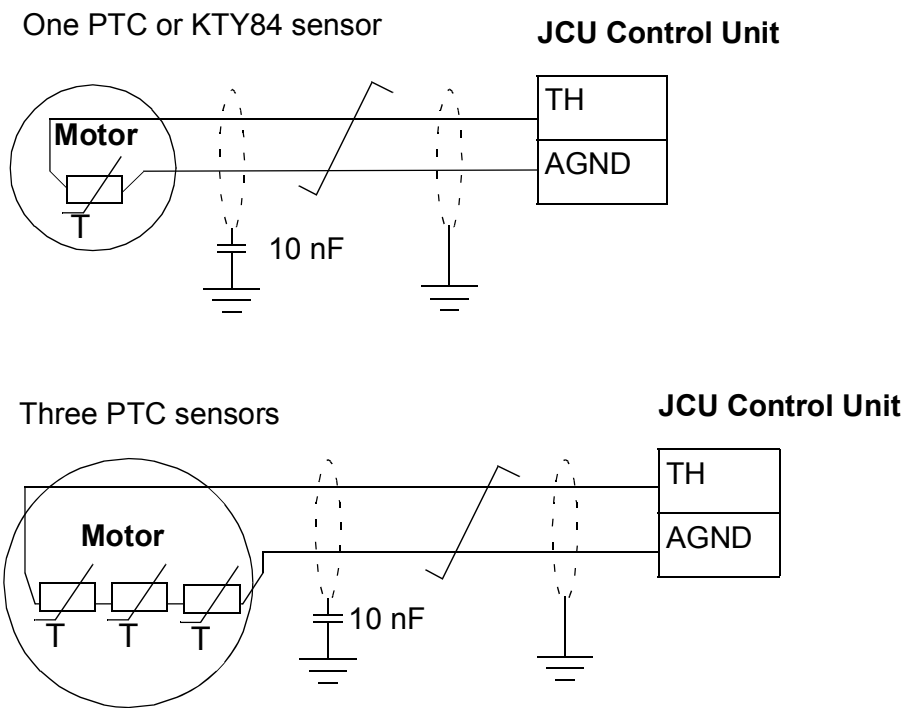 One PTC or KTY84 sensor
JCU Control Unit
TH
Motor
AGND
T
10 nF
Three PTC sensors
JCU Control Unit
TH
Motor
AGND
T T T
10 nF